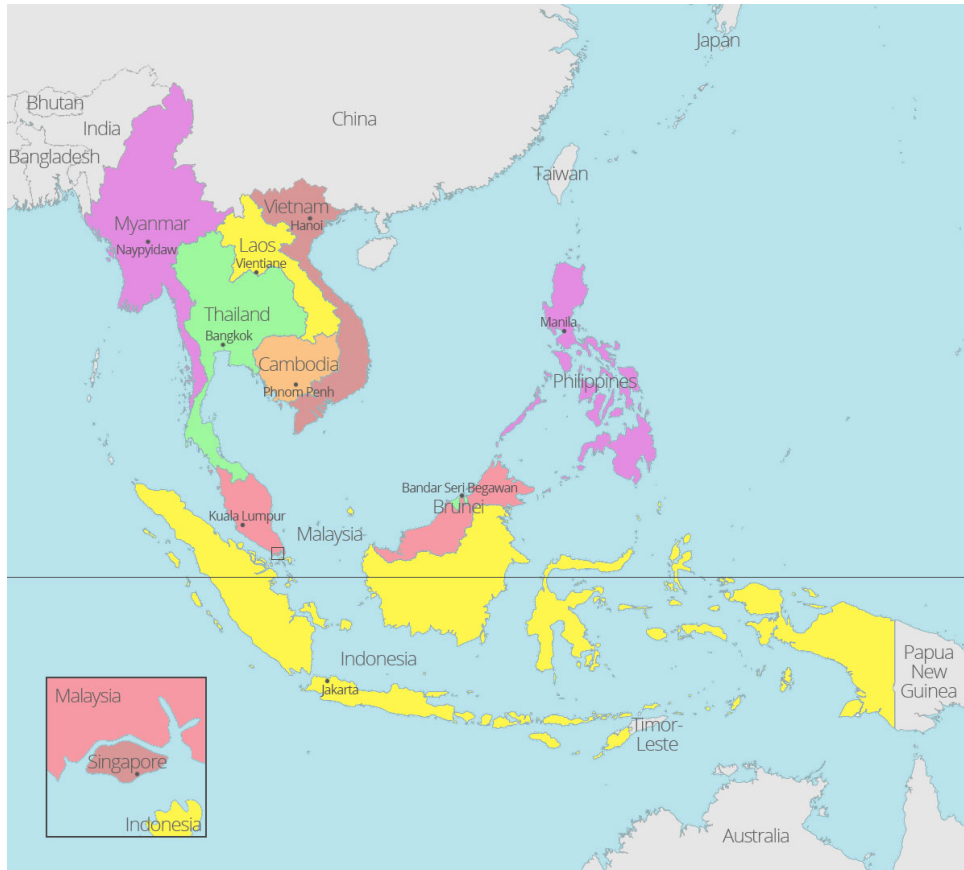 Japan
Bhutan
China
India
Bangladesh
Taiwan
Vietnam
Myanmar
Hanoi
Laos
Naypyidaw
Vientiane
Thailand
Manila
Bangkok
Cambodia
Philippines
Phnom Penh
Bandar Seri Begawan
Brunei
Kuala Lumpur
Malaysia
Indonesia
Papua
New
Guinea
Jakarta
Malaysia
Timor-
Leste
Singapore
Indonesia
Australia